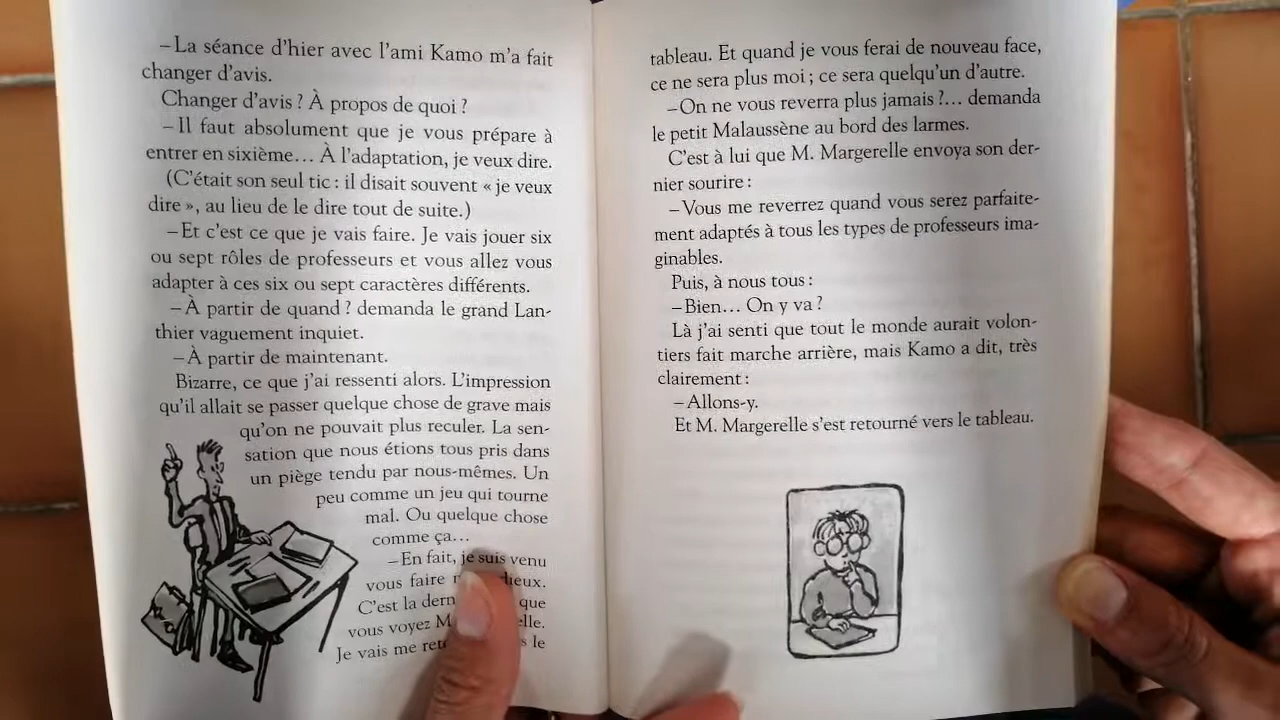 –La séance d'hier avec l'ami Kamo m'a fait
changer d'avis.
Changer d'avis ? À propos de quoi ?
–Il faut absolument que je vous prépare à
entrer en sixième… À l'adaptation, je veux dire.
(C'était son seul tic : il disait souvent « je veux
dire », au lieu de le dire tout de suite.)
–Et c'est ce que je vais faire. Je vais jouer six
ou sept rôles de professeurs et vous allez vous
adapter à ces six ou sept caractères différents.
–À partir de quand ? demanda le grand Lan-
thier vaguement inquiet.
–À partir de maintenant.
Bizarre, ce que j'ai ressenti alors. L'impression
qu'il allait se passer quelque chose de grave mais
qu'on ne pouvait plus reculer. La sen-
sation que nous étions tous pris dans
un piège tendu par nous-mêmes. Un
peu comme un jeu qui tourne
mal. Ou quelque chose
comme ça…
–En fait, je suis venu
vous faire
C'est la que
vous voyez
Je vais me le
tableau. Et quand je vous ferai de nouveau face,
ce ne sera plus moi ; ce sera quelqu'un d'autre.
–On ne vous reverra plus jamais ?… demanda
le petit Malaussène au bord des larmes.
C'est à lui que M. Margerelle envoya son der-
nier sourire :
–Vous me reverrez quand vous serez parfaite-
ment adaptés à tous les types de professeurs ima-
ginables.
Puis, à nous tous :
–Bien… On y va ?
Là j'ai senti que tout le monde aurait volon-
tiers fait marche arrière, mais Kamo a dit, très
clairement :
–Allons-y.
Et M. Margerelle s'est retourné vers le tableau.